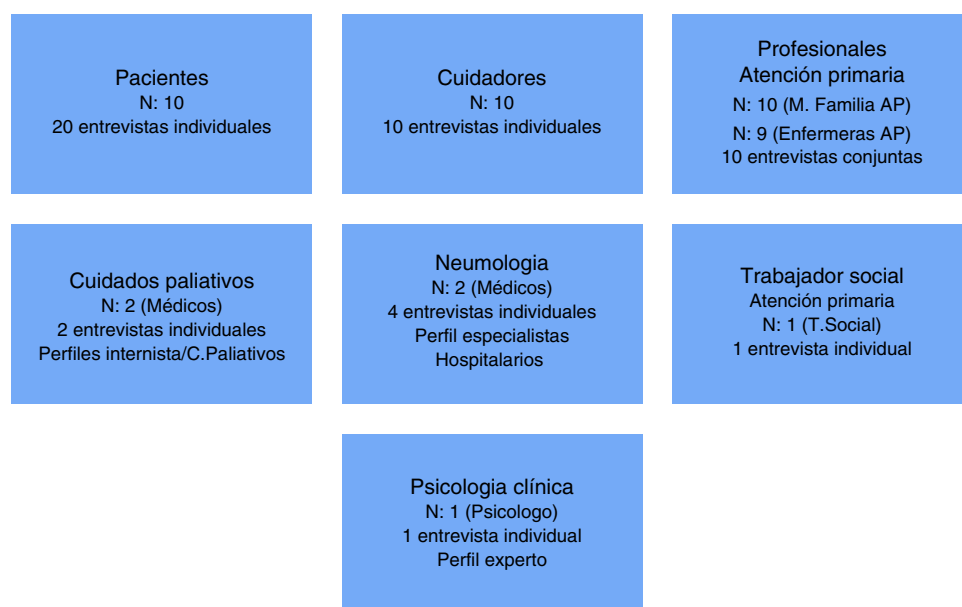 Pacientes
N: 10
20 entrevistas individuales
Cuidadores
N: 10
10 entrevistas individuales
Profesionales
Atención primaria
N: 10 (M. Familia AP)
N: 9 (Enfermeras AP)
10 entrevistas conjuntas
Cuidados paliativos
N: 2 (Médicos)
2 entrevistas individuales
Perfiles internista/C.Paliativos
Neumologia
N: 2 (Médicos)
4 entrevistas individuales
Perfil especialistas
Hospitalarios
Trabajador social
Atención primaria
N: 1 (T.Social)
1 entrevista individual
Psicologia clínica
N: 1 (Psicologo)
1 entrevista individual
Perfil experto